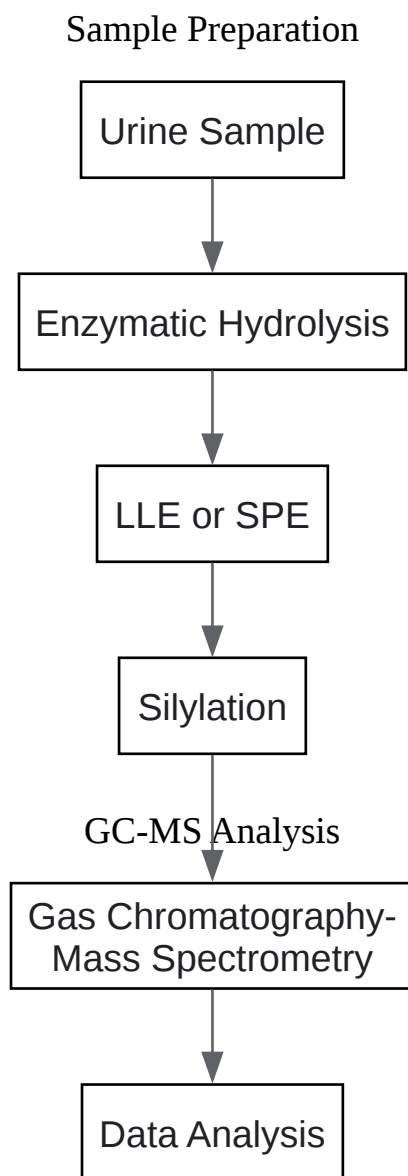 Sample Preparation
Urine Sample
Enzymatic Hydrolysis
LLE or SPE
Silylation
GC-MS Analysis
Gas Chromatography-
Mass Spectrometry
Data Analysis